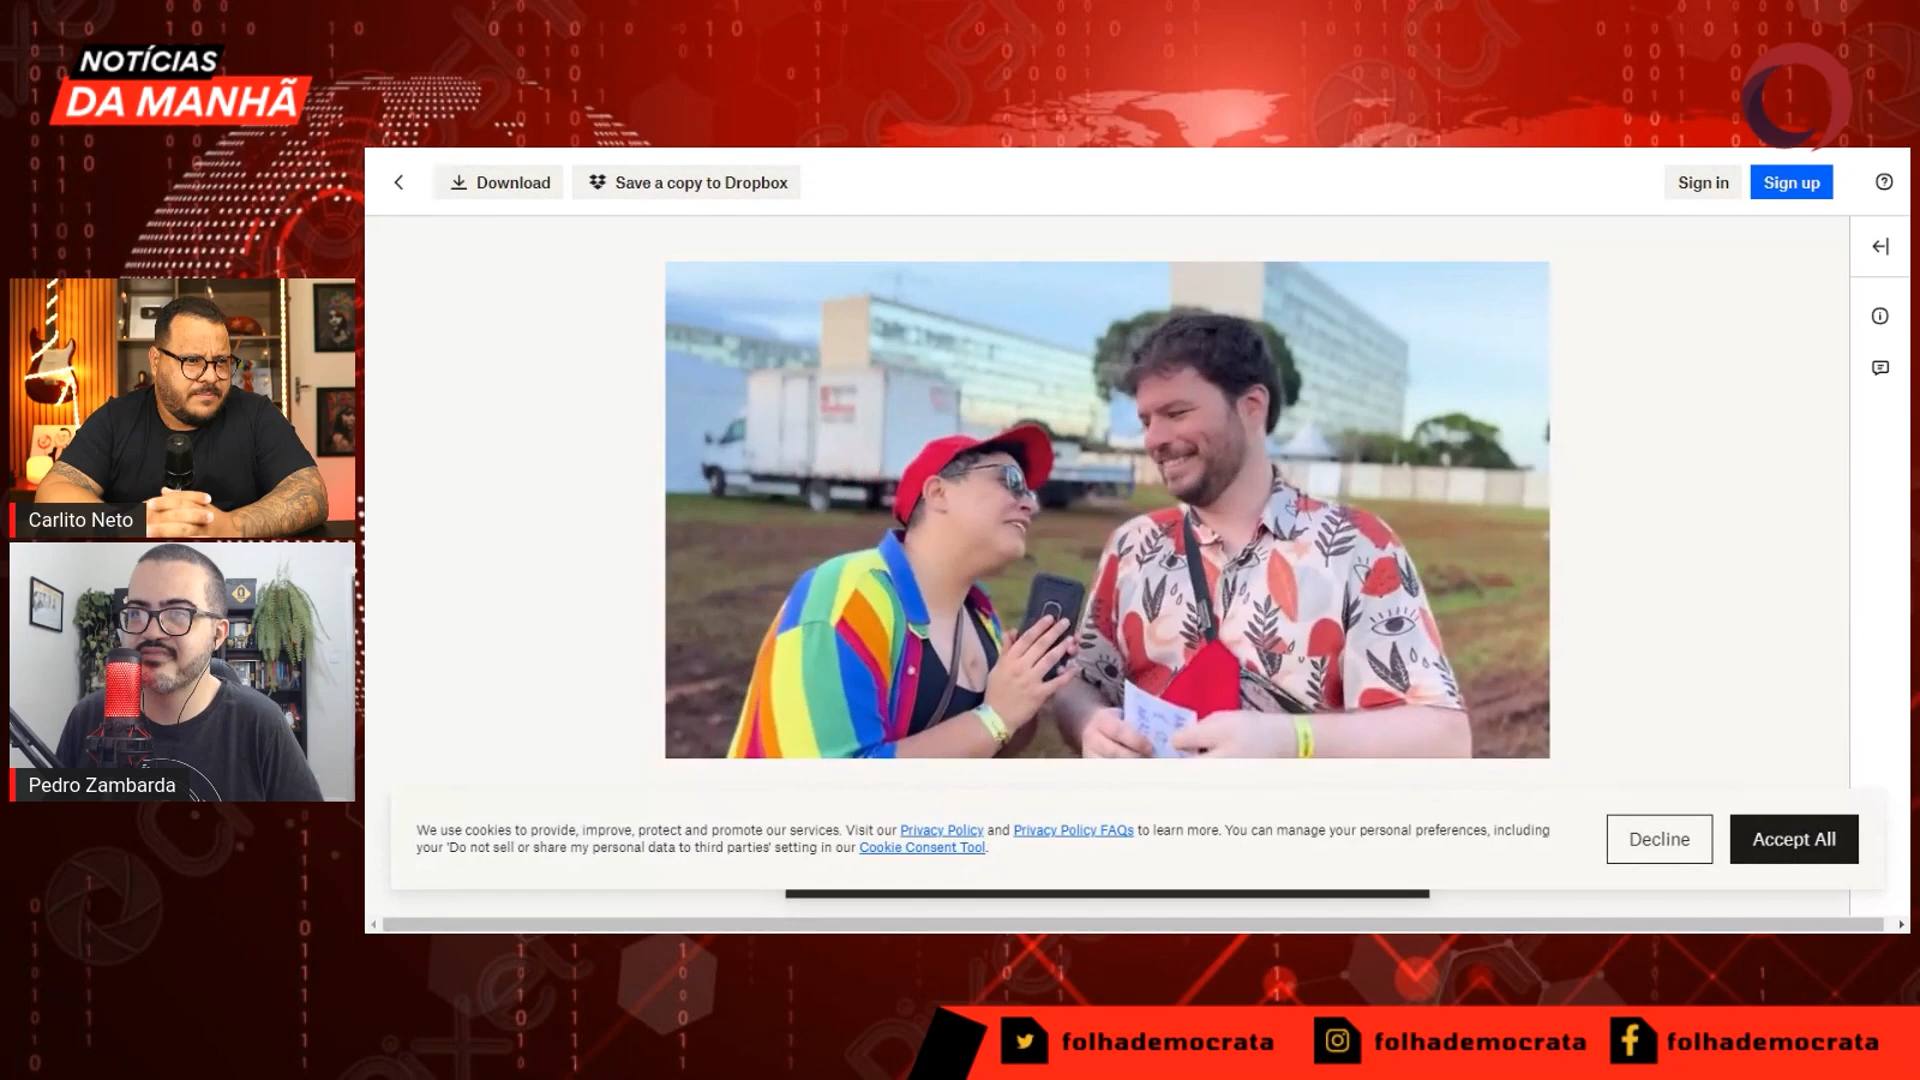 NOTÍCIAS
DA MANHÃ
Download
Save a copy to Dropbox
Sign in
Sign up
Carlito Neto
Pedro Zambarda
We use cookies to provide, improve, protect and promote our services. Visit our Privacy Policy and Privacy Policy FAQs to learn more. You can manage your personal preferences, including
your 'Do not sell or share my personal data to third parties' setting in our Cookie Consent Tool.
Decline
Accept All
folhademocrata
folhademocrata
folhademocrata